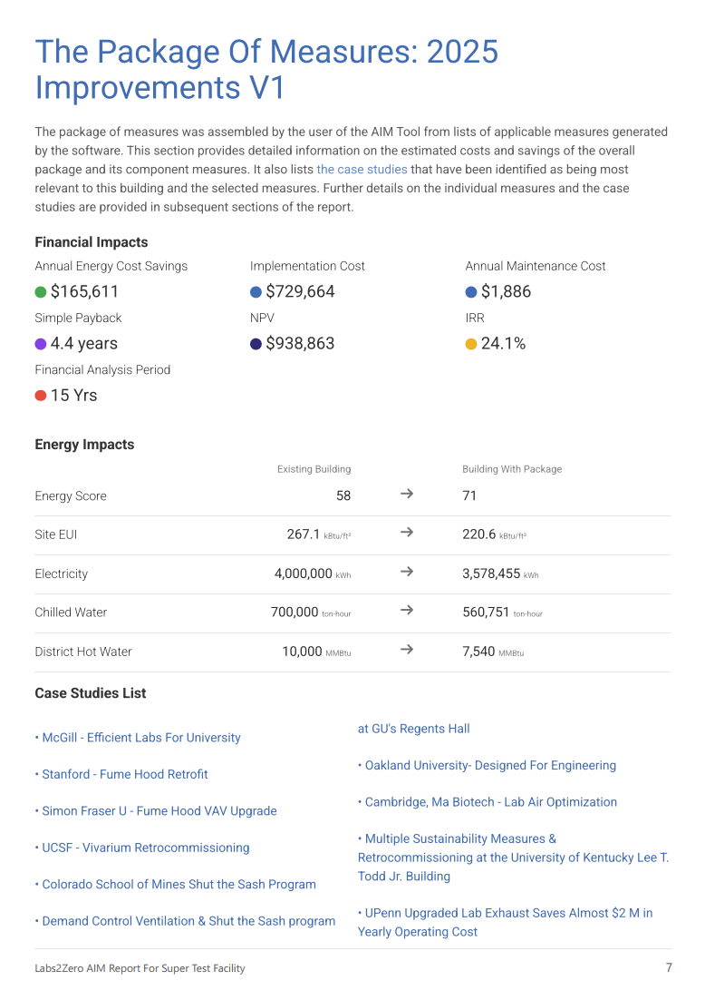 The Package Of Measures: 2025
Improvements V1
The package of measures was assembled by the user of the AIM Tool from lists of applicable measures generated
by the software. This section provides detailed information on the estimated costs and savings of the overall
package and its component measures. It also lists the case studies that have been identified as being most
relevant to this building and the selected measures. Further details on the individual measures and the case
studies are provided in subsequent sections of the report.
Financial Impacts
Annual Energy Cost Savings
$165,611
Implementation Cost
$729,664
Annual Maintenance Cost
$1,886
Simple Payback
4.4 years
NPV
$938,863
IRR
24.1%
Financial Analysis Period
15 Yrs
Energy Impacts
Existing Building Building With Package
Energy Score 58 → 71
Site EUI 267.1 kBtu/ft² → 220.6 kBtu/ft²
Electricity 4,000,000 kWh → 3,578,455 kWh
Chilled Water 700,000 ton-hour → 560,751 ton-hour
District Hot Water 10,000 MMBtu → 7,540 MMBtu
Case Studies List
• McGill - Efficient Labs For University
• Stanford - Fume Hood Retrofit
• Simon Fraser U - Fume Hood VAV Upgrade
• UCSF - Vivarium Retrocommissioning
• Colorado School of Mines Shut the Sash Program
• Demand Control Ventilation & Shut the Sash program
at GU's Regents Hall
• Oakland University- Designed For Engineering
• Cambridge, Ma Biotech - Lab Air Optimization
• Multiple Sustainability Measures &
Retrocommissioning at the University of Kentucky Lee T.
Todd Jr. Building
• UPenn Upgraded Lab Exhaust Saves Almost $2 M in
Yearly Operating Cost
Labs2Zero AIM Report For Super Test Facility 7